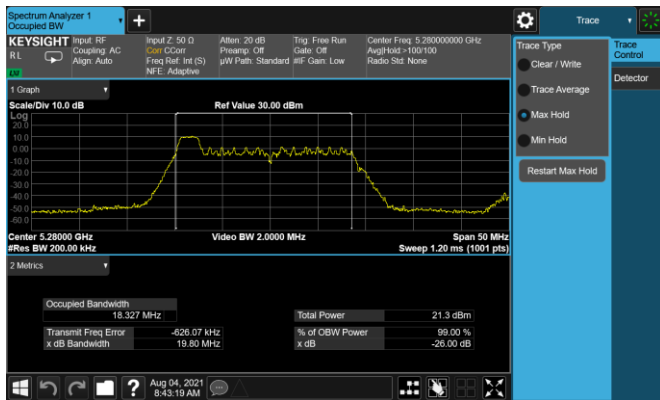 Spectrum Analyzer 1
Occupied BW
Trace
KEYSIGHT
RL
LXI
Input: RF
Coupling: AC
Align: Auto
Input Z: 50 Ω
Corr CCorr
Freq Ref: Int (S)
NFE: Adaptive
Atten: 20 dB
Preamp: Off
µW Path: Standard
Trig: Free Run
Gate: Off
#IF Gain: Low
Center Freq: 5.280000000 GHz
Avg|Hold:>100/100
Radio Std: None
1 Graph
Scale/Div 10.0 dB
Ref Value 30.00 dBm
Log
20.0
10.0
0.00
-10.0
-20.0
-30.0
-40.0
-50.0
-60.0
Center 5.28000 GHz
Video BW 2.0000 MHz
Span 50 MHz
#Res BW 200.00 kHz
Sweep 1.20 ms (1001 pts)
2 Metrics
Occupied Bandwidth
18.327 MHz
Total Power 21.3 dBm
Transmit Freq Error -626.07 kHz
% of OBW Power 99.00 %
x dB Bandwidth 19.80 MHz
x dB -26.00 dB
?
Aug 04, 2021
8:43:19 AM
Trace Type
Clear / Write
Trace Average
Max Hold
Min Hold
Restart Max Hold
Trace
Control
Detector